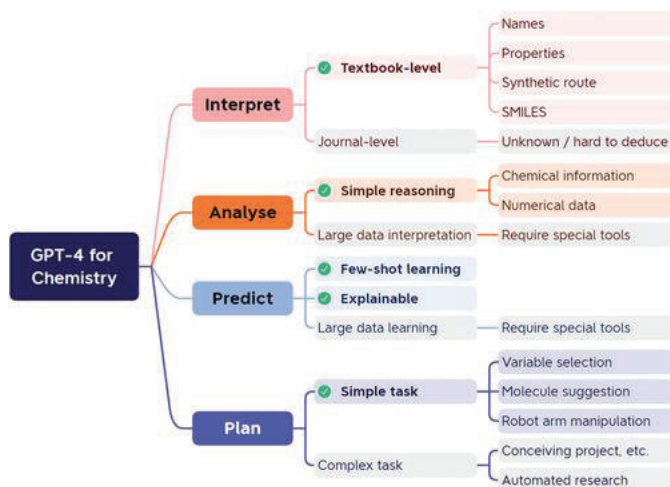 GPT-4 for
Chemistry
Interpret
Textbook-level
Names
Properties
Synthetic route
SMILES
Journal-level
Unknown / hard to deduce
Analyse
Simple reasoning
Chemical information
Numerical data
Large data interpretation
Require special tools
Predict
Few-shot learning
Explainable
Large data learning
Require special tools
Plan
Simple task
Variable selection
Molecule suggestion
Robot arm manipulation
Complex task
Conceiving project, etc.
Automated research